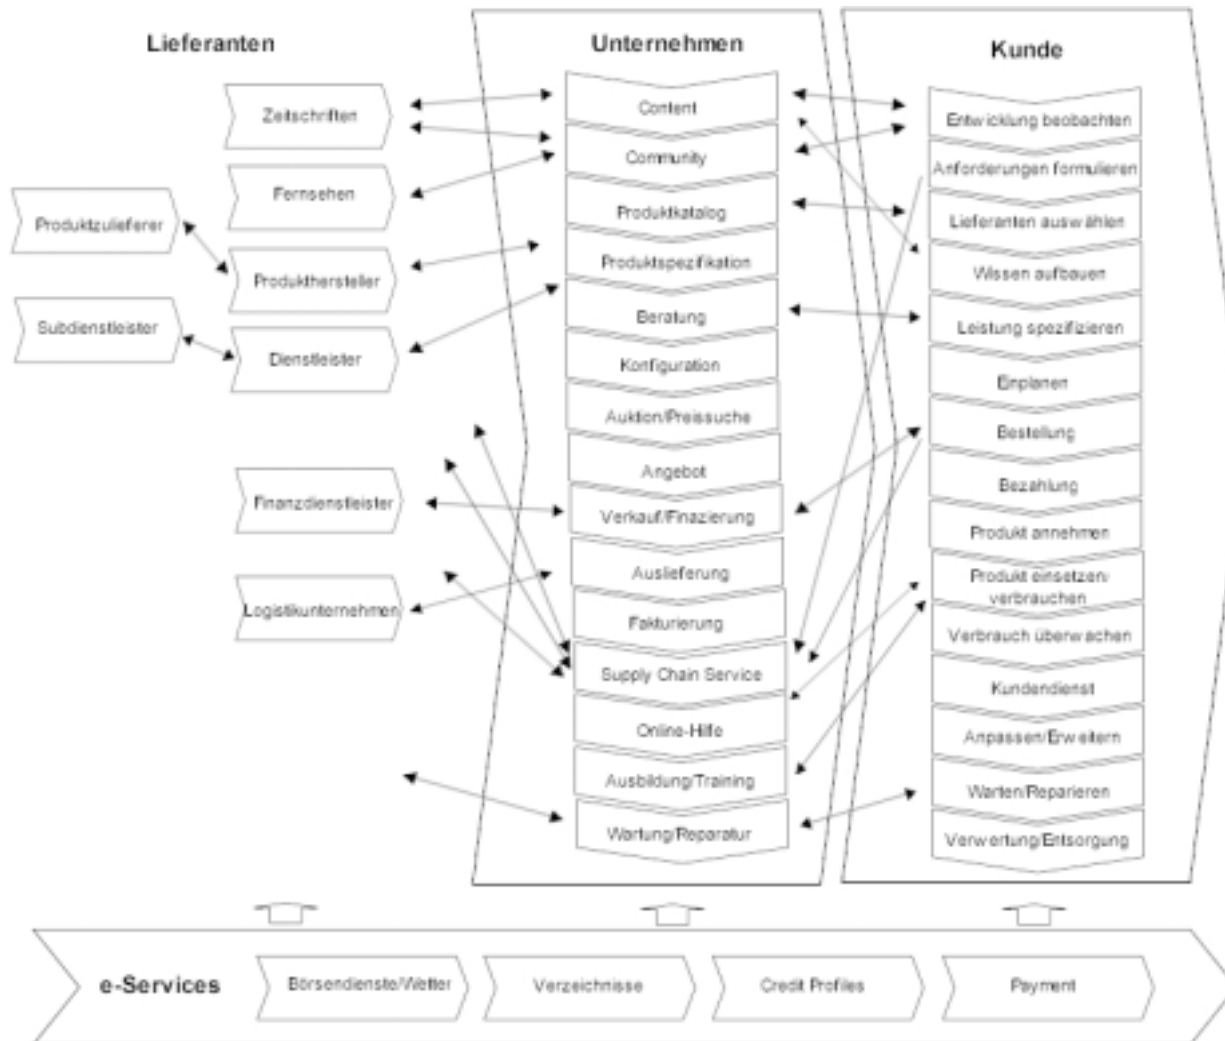 Lieferanten
Zeitschriften
Fernsehen
Produktzulieferer
Produkthersteller
Subdienstleister
Dienstleister
Finanzdienstleister
Logistikunternehmen
Unternehmen
Content
Community
Produktkatalog
Produktspezifikation
Beratung
Konfiguration
Auktion/Preissuche
Angebot
Verkauf/Finazierung
Auslieferung
Fakturierung
Supply Chain Service
Online-Hilfe
Ausbildung/Training
Wartung/Reparatur
Kunde
Entwicklung beobachten
Anforderungen formulieren
Lieferanten auswählen
Wissen aufbauen
Leistung spezifizieren
Einplanen
Bestellung
Bezahlung
Produkt annehmen
Produkt einsetzen/
verbrauchen
Verbrauch überwachen
Kundendienst
Anpassen/Erweitern
Warten/Reparieren
Verwertung/Entsorgung
e-Services
Börsendienste/Wetter
Verzeichnisse
Credit Profiles
Payment